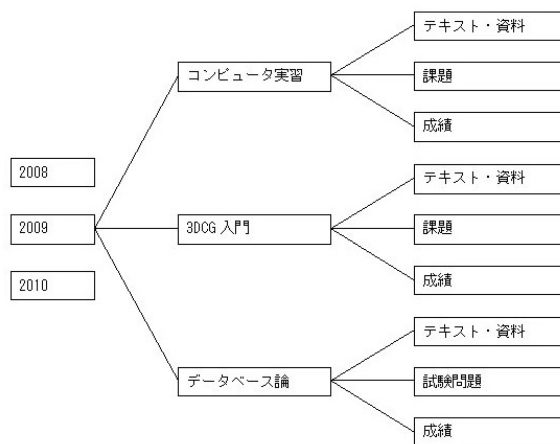 2008
2009
2010
コンピュータ実習
テキスト・資料
課題
成績
3DCG 入門
テキスト・資料
課題
成績
データベース論
テキスト・資料
試験問題
成績